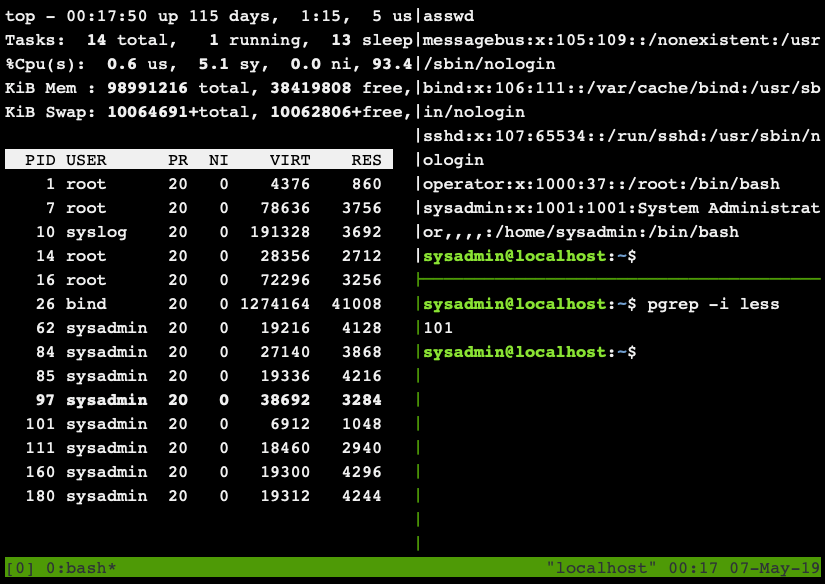 top - 00:17:50 up 115 days,  1:15,  5 us
Tasks:  14 total,   1 running,  13 sleep
%Cpu(s):  0.6 us,  5.1 sy,  0.0 ni, 93.4
KiB Mem : 98991216 total, 38419808 free,
KiB Swap: 10064691+total, 10062806+free,
  PID USER      PR  NI    VIRT    RES
    1 root      20   0    4376    860
    7 root      20   0   78636   3756
   10 syslog    20   0  191328   3692
   14 root      20   0   28356   2712
   16 root      20   0   72296   3256
   26 bind      20   0 1274164  41008
   62 sysadmin  20   0   19216   4128
   84 sysadmin  20   0   27140   3868
   85 sysadmin  20   0   19336   4216
   97 sysadmin  20   0   38692   3284
  101 sysadmin  20   0    6912   1048
  111 sysadmin  20   0   18460   2940
  160 sysadmin  20   0   19300   4296
  180 sysadmin  20   0   19312   4244
asswd
messagebus:x:105:109::/nonexistent:/usr
/sbin/nologin
bind:x:106:111::/var/cache/bind:/usr/sb
in/nologin
sshd:x:107:65534::/run/sshd:/usr/sbin/n
ologin
operator:x:1000:37::/root:/bin/bash
sysadmin:x:1001:1001:System Administrat
or,,,,:/home/sysadmin:/bin/bash
sysadmin@localhost:~$
sysadmin@localhost:~$ pgrep -i less
101
sysadmin@localhost:~$
[0] 0:bash* "localhost" 00:17 07-May-19